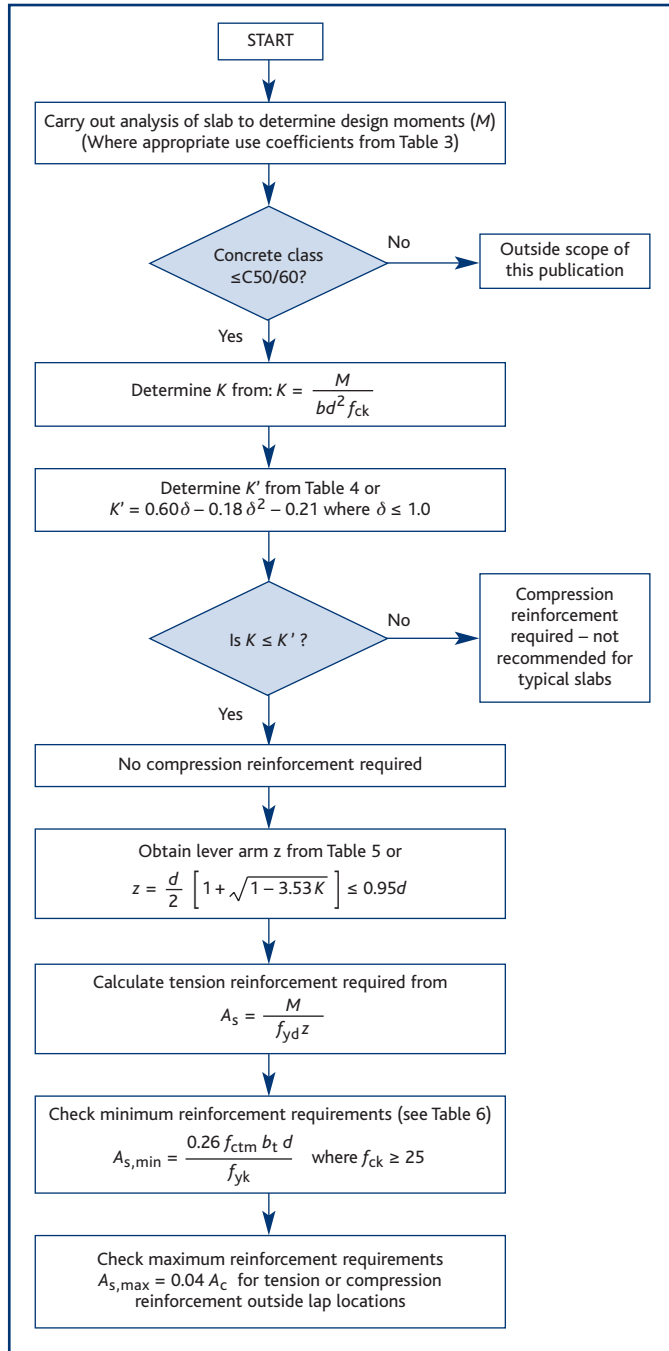 START
Carry out analysis of slab to determine design moments (M)
(Where appropriate use coefficients from Table 3)
Concrete class
≤C50/60?
No
Outside scope of
this publication
Yes
Determine K from: K = M / bd² fck
Determine K' from Table 4 or
K' = 0.60δ – 0.18 δ² – 0.21 where δ ≤ 1.0
Is K ≤ K' ?
No
Compression
reinforcement
required – not
recommended for
typical slabs
Yes
No compression reinforcement required
Obtain lever arm z from Table 5 or
z = d/2 [1 + √(1 – 3.53 K)] ≤ 0.95d
Calculate tension reinforcement required from
As = M / fyd z
Check minimum reinforcement requirements (see Table 6)
As,min = 0.26 fctm bt d / fyk where fck ≥ 25
Check maximum reinforcement requirements
As,max = 0.04 Ac for tension or compression
reinforcement outside lap locations